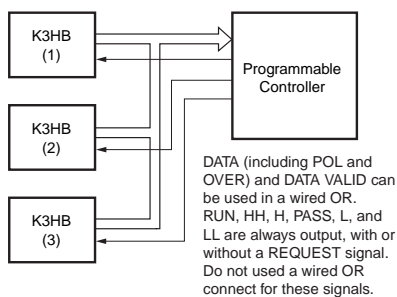 K3HB
(1)
Programmable
Controller
K3HB
(2)
K3HB
(3)
DATA (including POL and
OVER) and DATA VALID can
be used in a wired OR.
RUN, HH, H, PASS, L, and
LL are always output, with or
without a REQUEST signal.
Do not used a wired OR
connect for these signals.